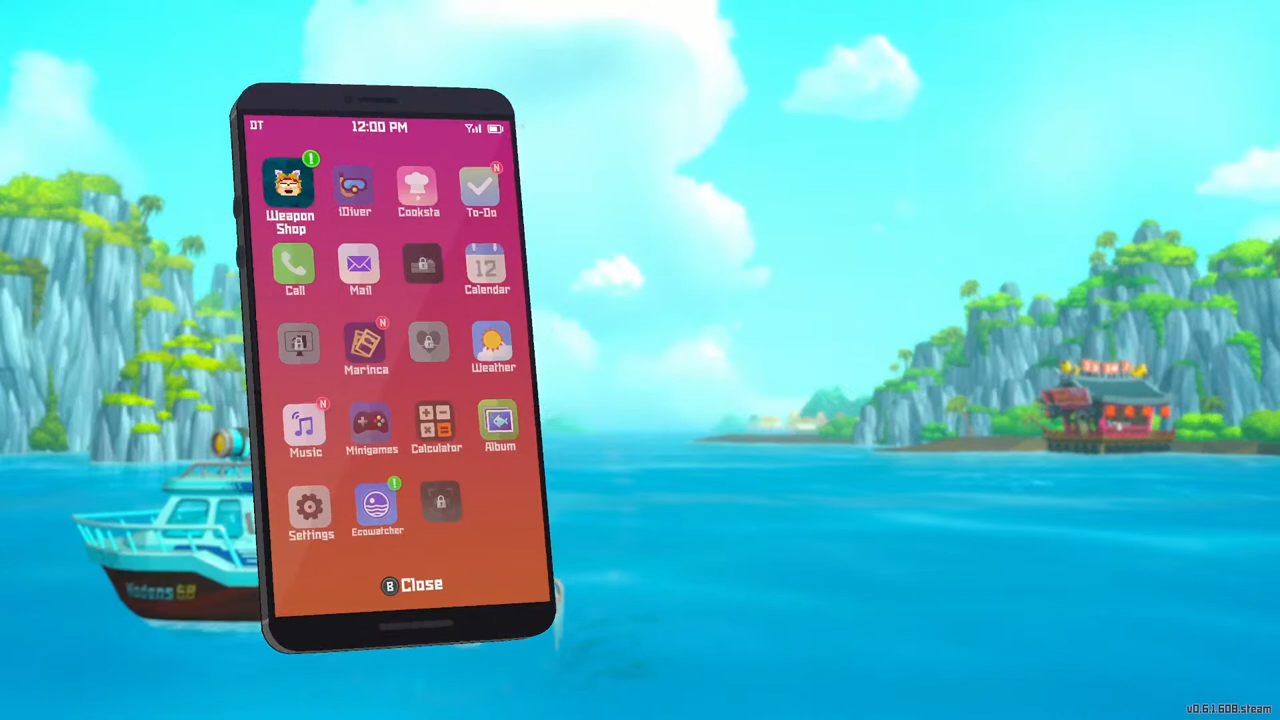 DT
12:00 PM
!
N
Weapon
Shop
iDiver
Cooksta
To-Do
12
Call
Mail
Calendar
N
Marinca
Weather
N
Music
Minigames
Calculator
Album
!
Settings
Ecowatcher
B Close
v0.6.1.608.steam